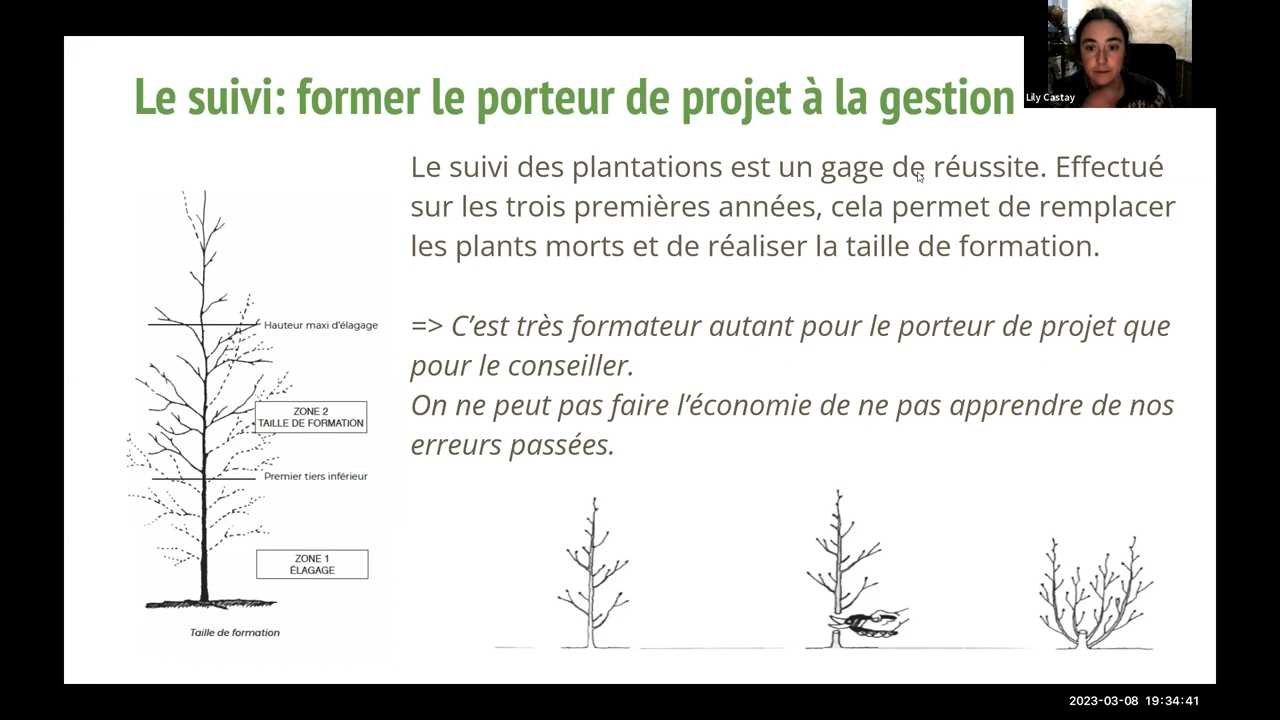 Le suivi: former le porteur de projet à la gestion
Lily Castay
Le suivi des plantations est un gage de réussite. Effectué
sur les trois premières années, cela permet de remplacer
les plants morts et de réaliser la taille de formation.
=> C’est très formateur autant pour le porteur de projet que
pour le conseiller.
On ne peut pas faire l’économie de ne pas apprendre de nos
erreurs passées.
Hauteur maxi d'élagage
ZONE 2
TAILLE DE FORMATION
Premier tiers inférieur
ZONE 1
ÉLAGAGE
Taille de formation
2023-03-08 19:34:41